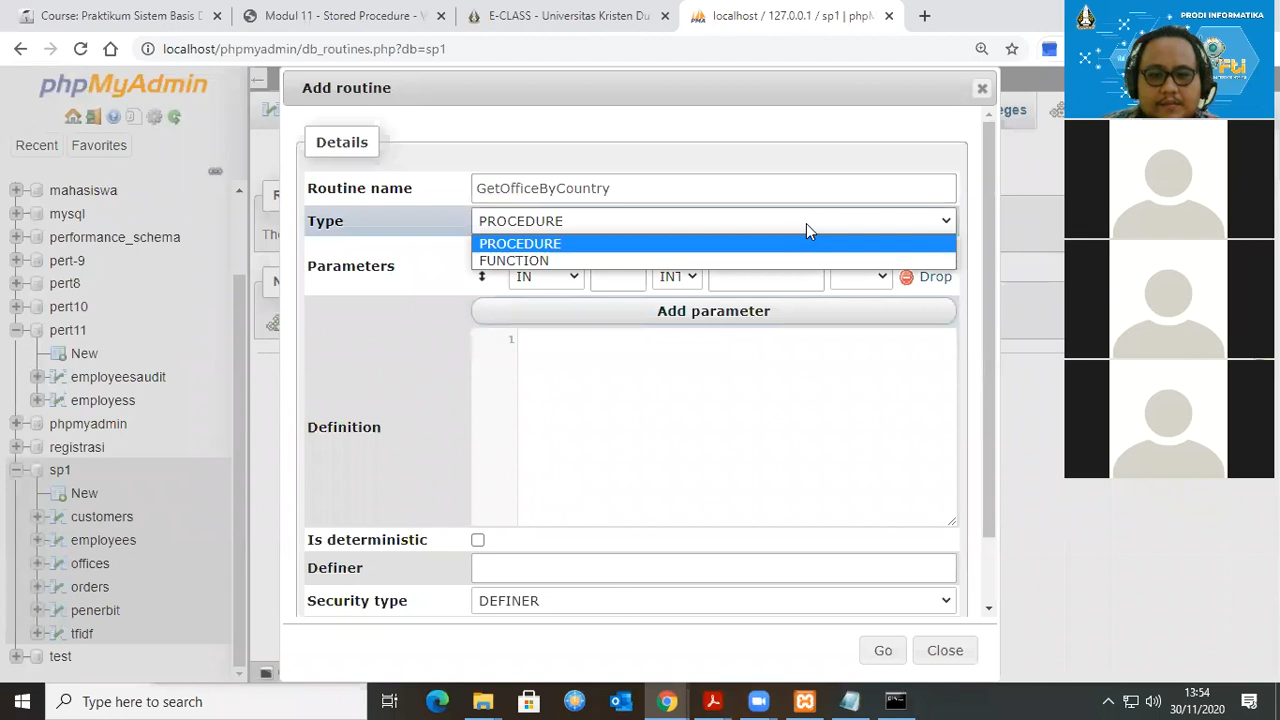 Course: Praktikum Sistem Basis D
Modul 11 - Stored Procedure - V
E-CLASS - Universitas Kristen Du
localhost / 127.0.0.1 / sp1 | php
localhost/phpmyadmin/db_routines.php?db=sp1
PRODI INFORMATIKA
phpMyAdmin
Recent
Favorites
mahasiswa
mysql
performance_schema
pert-9
pert8
pert10
pert11
New
employeesaudit
employess
phpmyadmin
registrasi
sp1
New
customers
employees
offices
orders
penerbit
tfidf
test
Add routine
Details
Routine name
GetOfficeByCountry
Type
PROCEDURE
PROCEDURE
FUNCTION
Parameters
IN
INT
Drop
Add parameter
Definition
1
Is deterministic
Definer
Security type
DEFINER
Go
Close
eges
fti
Type here to search
13:54
30/11/2020